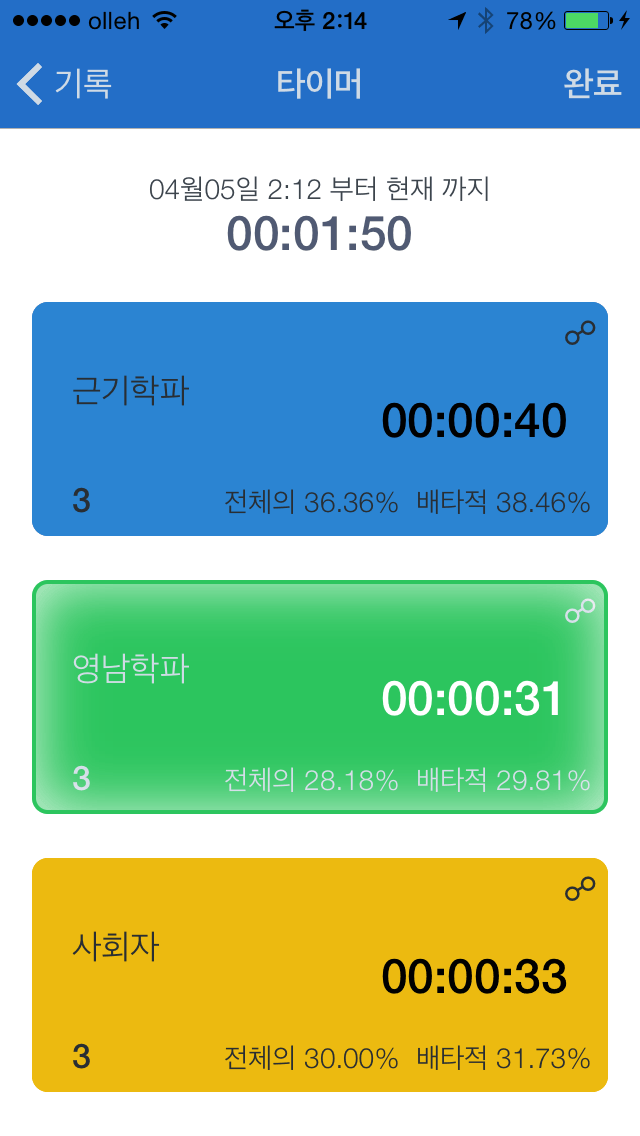 olleh 오후 2:14 78%
기록 타이머 완료
04월05일 2:12 부터 현재 까지
00:01:50
근기학파
00:00:40
3 전체의 36.36% 배타적 38.46%
영남학파
00:00:31
3 전체의 28.18% 배타적 29.81%
사회자
00:00:33
3 전체의 30.00% 배타적 31.73%